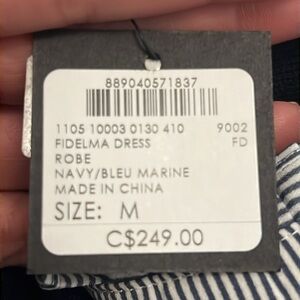 889040571837
1105 10003 0130 410 9002
FIDELMA DRESS FD
ROBE
NAVY/BLEU MARINE
MADE IN CHINA
SIZE: M
C$249.00